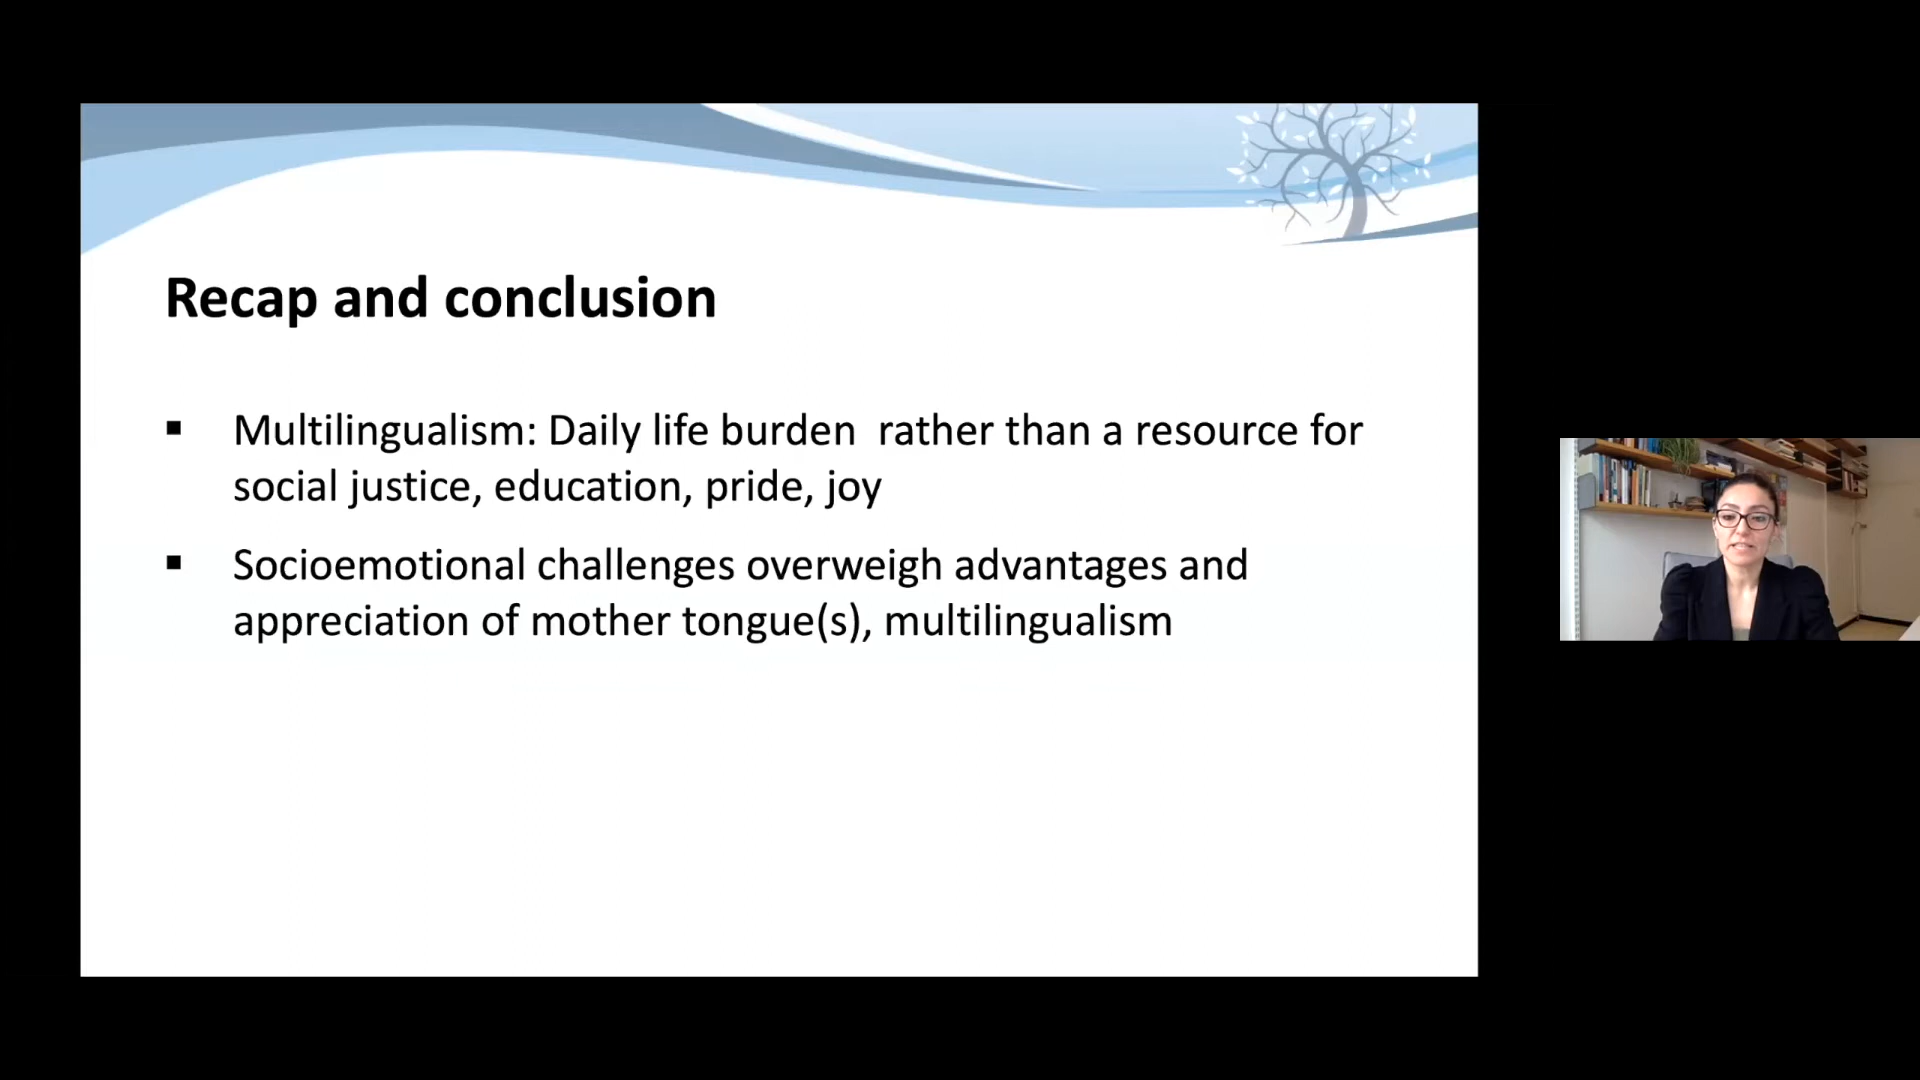 Recap and conclusion
▪ Multilingualism: Daily life burden  rather than a resource for
social justice, education, pride, joy
▪ Socioemotional challenges overweigh advantages and
appreciation of mother tongue(s), multilingualism